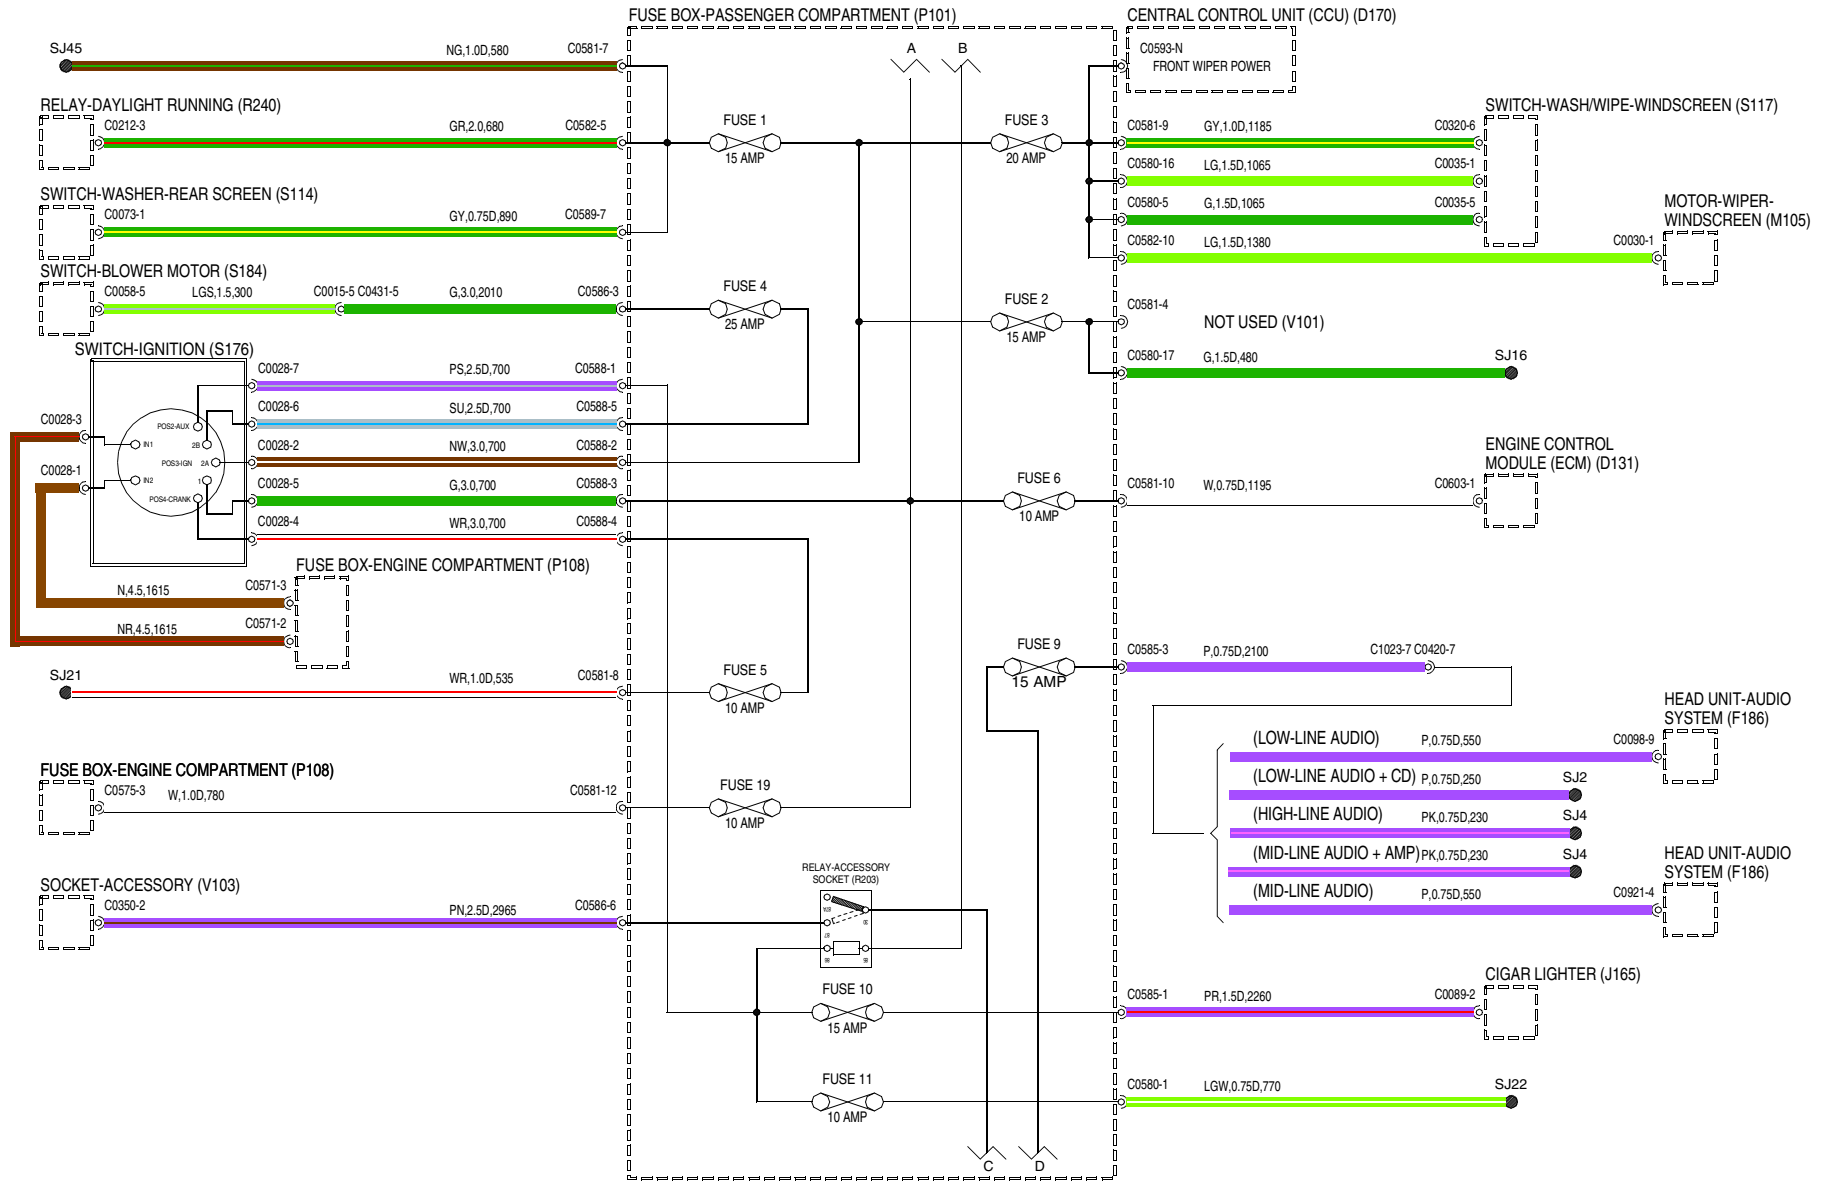 FUSE BOX-PASSENGER COMPARTMENT (P101)
CENTRAL CONTROL UNIT (CCU) (D170)
SJ45
NG,1.0D,580
C0581-7
A
B
C0593-N
FRONT WIPER POWER
RELAY-DAYLIGHT RUNNING (R240)
C0212-3
GR,2.0,680
C0582-5
FUSE 1
15 AMP
FUSE 3
20 AMP
SWITCH-WASH/WIPE-WINDSCREEN (S117)
C0581-9
GY,1.0D,1185
C0320-6
C0580-16
LG,1.5D,1065
C0035-1
C0580-5
G,1.5D,1065
C0035-5
MOTOR-WIPER-
WINDSCREEN (M105)
C0582-10
LG,1.5D,1380
C0030-1
SWITCH-WASHER-REAR SCREEN (S114)
C0073-1
GY,0.75D,890
C0589-7
SWITCH-BLOWER MOTOR (S184)
C0058-5
LGS,1.5,300
C0015-5 C0431-5
G,3.0,2010
C0586-3
FUSE 4
25 AMP
FUSE 2
15 AMP
C0581-4
NOT USED (V101)
C0580-17
G,1.5D,480
SJ16
SWITCH-IGNITION (S176)
C0028-7
PS,2.5D,700
C0588-1
C0028-6
SU,2.5D,700
C0588-5
C0028-2
NW,3.0,700
C0588-2
C0028-5
G,3.0,700
C0588-3
C0028-4
WR,3.0,700
C0588-4
C0028-3
C0028-1
POS2-AUX
IN1
2B
POS3-IGN
2A
IN2
1
POS4-CRANK
FUSE 6
10 AMP
C0581-10
W,0.75D,1195
C0603-1
ENGINE CONTROL
MODULE (ECM) (D131)
FUSE BOX-ENGINE COMPARTMENT (P108)
N,4.5,1615
C0571-3
NR,4.5,1615
C0571-2
SJ21
WR,1.0D,535
C0581-8
FUSE 5
10 AMP
FUSE 9
15 AMP
C0585-3
P,0.75D,2100
C1023-7 C0420-7
HEAD UNIT-AUDIO
SYSTEM (F186)
(LOW-LINE AUDIO)
P,0.75D,550
C0098-9
(LOW-LINE AUDIO + CD)
P,0.75D,250
SJ2
(HIGH-LINE AUDIO)
PK,0.75D,230
SJ4
(MID-LINE AUDIO + AMP)
PK,0.75D,230
SJ4
HEAD UNIT-AUDIO
SYSTEM (F186)
(MID-LINE AUDIO)
P,0.75D,550
C0921-4
FUSE BOX-ENGINE COMPARTMENT (P108)
C0575-3
W,1.0D,780
C0581-12
FUSE 19
10 AMP
RELAY-ACCESSORY
SOCKET (R203)
87A
30
87
SOCKET-ACCESSORY (V103)
C0350-2
PN,2.5D,2965
C0586-6
FUSE 10
15 AMP
C0585-1
PR,1.5D,2260
C0089-2
CIGAR LIGHTER (J165)
FUSE 11
10 AMP
C0580-1
LGW,0.75D,770
SJ22
C
D